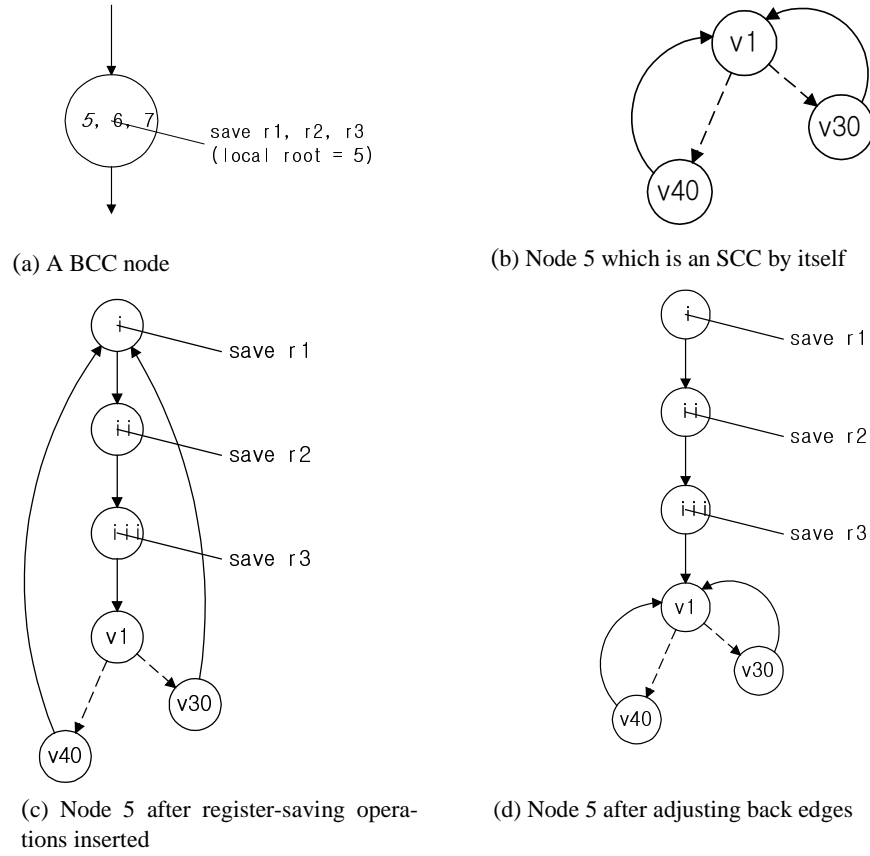 5, 6, 7
save r1, r2, r3
(local root = 5)
(a) A BCC node
v1
v30
v40
(b) Node 5 which is an SCC by itself
i
save r1
ii
save r2
iii
save r3
v1
v30
v40
(c) Node 5 after register-saving opera-
tions inserted
i
save r1
ii
save r2
iii
save r3
v1
v30
v40
(d) Node 5 after adjusting back edges